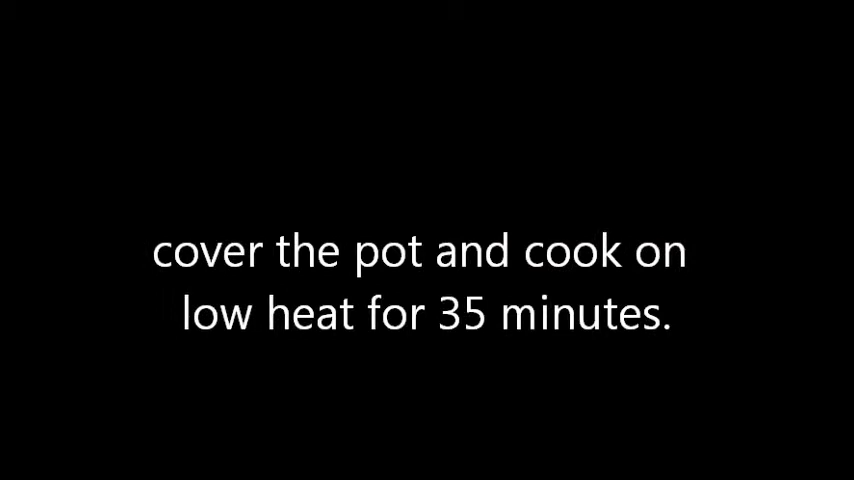 cover the pot and cook on
low heat for 35 minutes.